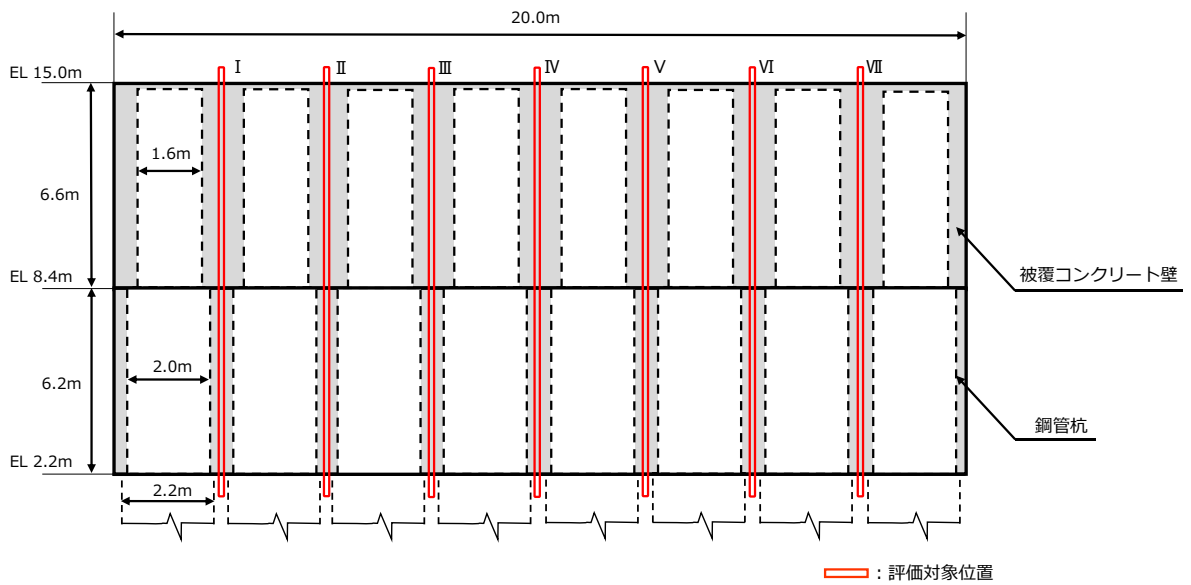 20.0m
EL 15.0m
Ⅰ
Ⅱ
Ⅲ
Ⅳ
Ⅴ
Ⅵ
Ⅶ
1.6m
6.6m
被覆コンクリート壁
EL 8.4m
2.0m
6.2m
鋼管杭
EL 2.2m
2.2m
：評価対象位置